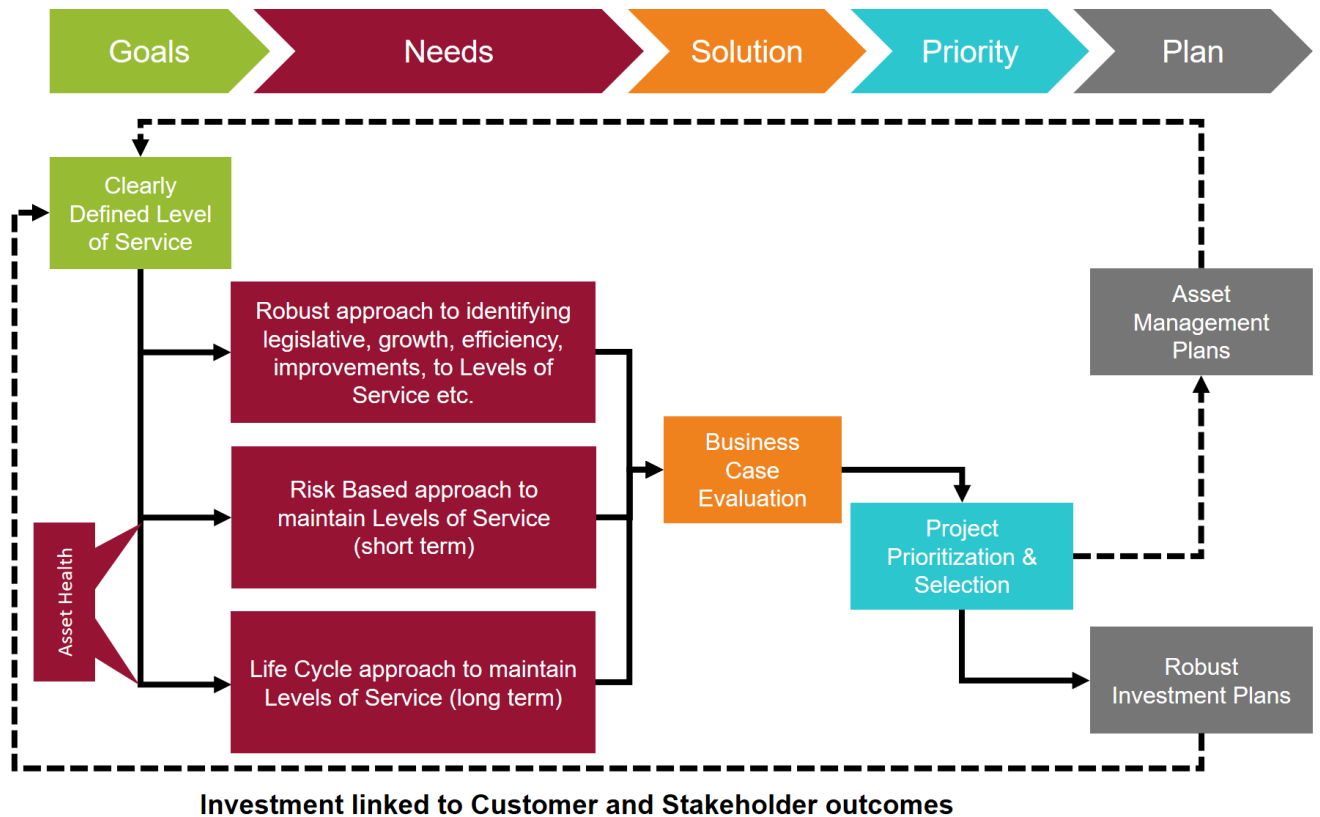 Goals
Needs
Solution
Priority
Plan
Clearly
Defined Level
of Service
Robust approach to identifying
legislative, growth, efficiency,
improvements, to Levels of
Service etc.
Risk Based approach to
maintain Levels of Service
(short term)
Asset Health
Life Cycle approach to maintain
Levels of Service (long term)
Business
Case
Evaluation
Project
Prioritization &
Selection
Asset
Management
Plans
Robust
Investment Plans
Investment linked to Customer and Stakeholder outcomes